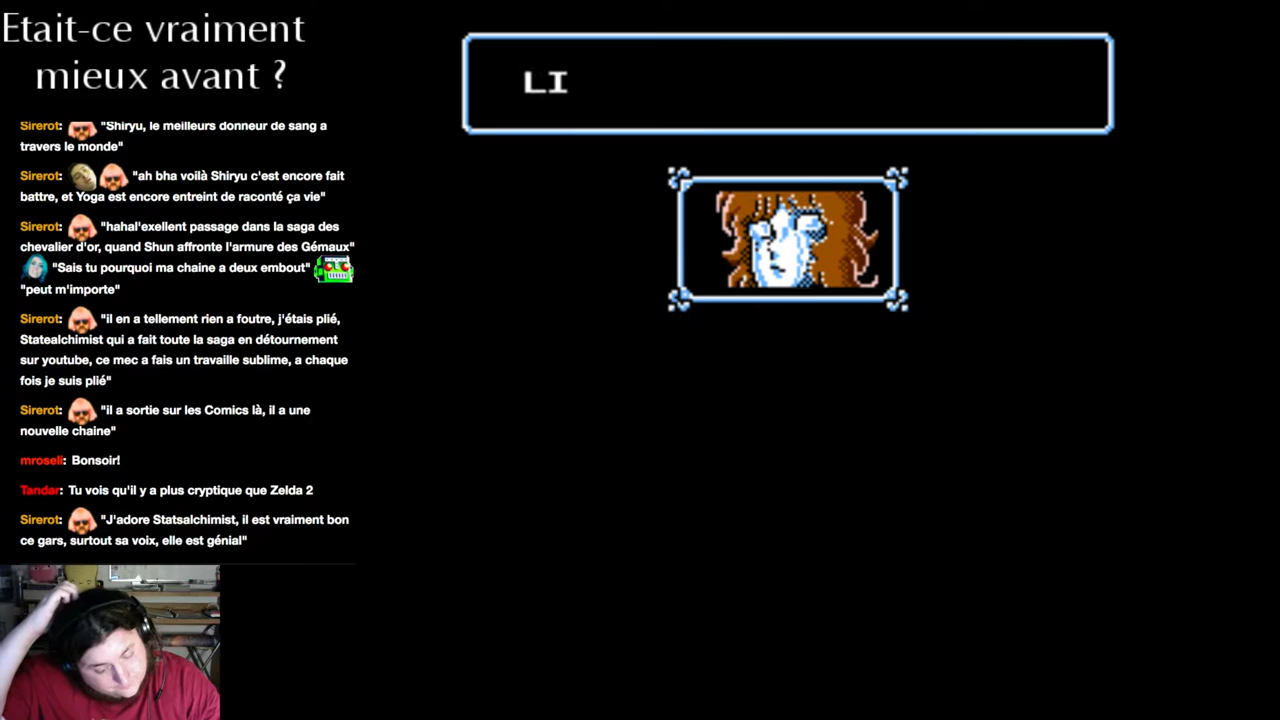 Etait-ce vraiment
mieux avant ?
LI
Sirerot: "Shiryu, le meilleurs donneur de sang a
travers le monde"
Sirerot: "ah bha voilà Shiryu c'est encore fait
battre, et Yoga est encore entreint de raconté ça vie"
Sirerot: "hahal'exellent passage dans la saga des
chevalier d'or, quand Shun affronte l'armure des Gémaux"
"Sais tu pourquoi ma chaine a deux embout"
"peut m'importe"
Sirerot: "il en a tellement rien a foutre, j'étais plié,
Statealchimist qui a fait toute la saga en détournement
sur youtube, ce mec a fais un travaille sublime, a chaque
fois je suis plié"
Sirerot: "il a sortie sur les Comics là, il a une
nouvelle chaine"
mroseli: Bonsoir!
Tandar: Tu vois qu'il y a plus cryptique que Zelda 2
Sirerot: "J'adore Statsalchimist, il est vraiment bon
ce gars, surtout sa voix, elle est génial"